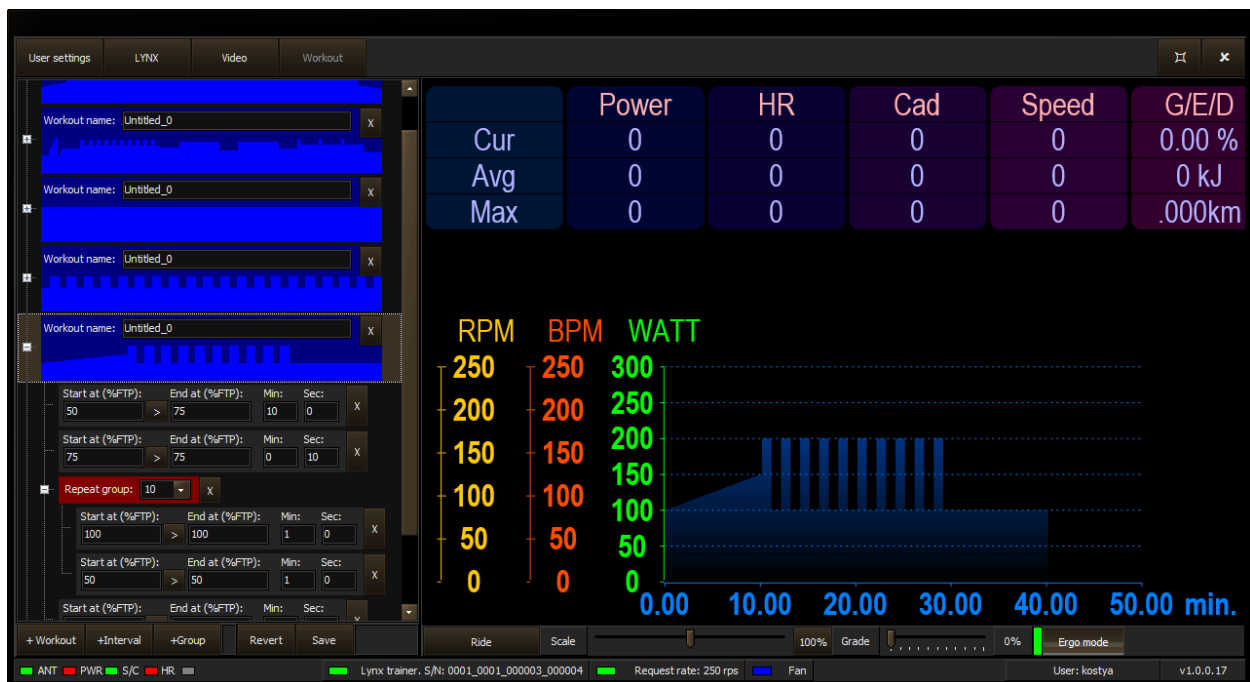 User settings LYNX Video Workout
Workout name: Untitled_0 X
Workout name: Untitled_0 X
Workout name: Untitled_0 X
Workout name: Untitled_0 X
Start at (%FTP): End at (%FTP): Min: Sec:
50 > 75 10 0 X
Start at (%FTP): End at (%FTP): Min: Sec:
75 > 75 0 10 X
Repeat group: 10 X
Start at (%FTP): End at (%FTP): Min: Sec:
100 > 100 1 0 X
Start at (%FTP): End at (%FTP): Min: Sec:
50 > 50 1 0 X
Start at (%FTP): End at (%FTP): Min: Sec:
+ Workout +Interval +Group Revert Save
Power HR Cad Speed G/E/D
Cur 0 0 0 0 0.00 %
Avg 0 0 0 0 0 kJ
Max 0 0 0 0 .000km
RPM BPM WATT
250 250 300
200 200 250
150 150 200
100 100 150
50 50 100
0 0 50
0
0.00 10.00 20.00 30.00 40.00 50.00 min.
Ride Scale 100% Grade 0% Ergo mode
ANT PWR S/C HR Lynx trainer. S/N: 0001_0001_000003_000004 Request rate: 250 rps Fan User: kostya v1.0.0.17